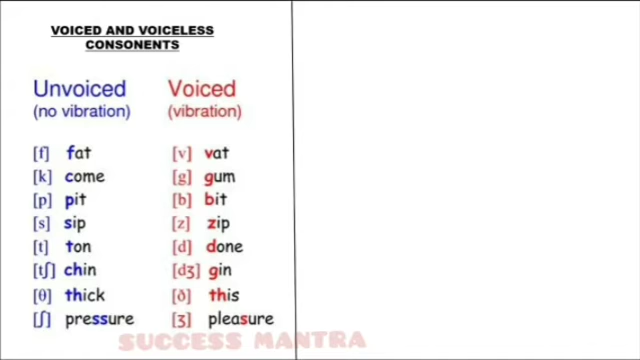 VOICED AND VOICELESS
CONSONENTS
Unvoiced Voiced
(no vibration) (vibration)
[f] fat [v] vat
[k] come [g] gum
[p] pit [b] bit
[s] sip [z] zip
[t] ton [d] done
[tʃ] chin [dʒ] gin
[θ] thick [ð] this
[ʃ] pressure [ʒ] pleasure
SUCCESS MANTRA